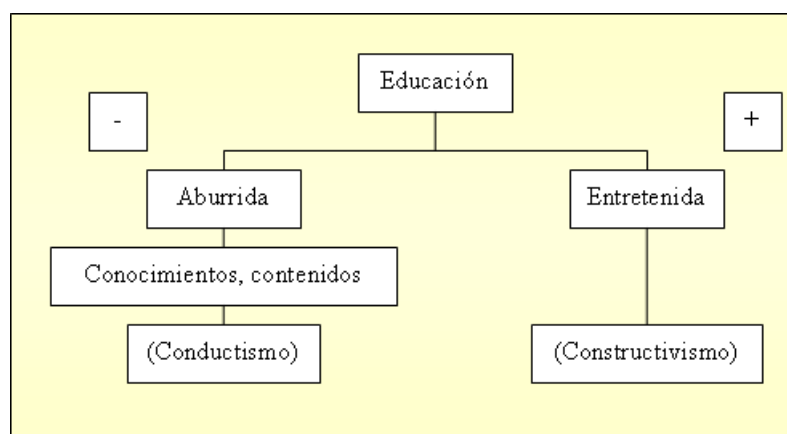 Educación
-
+
Aburrida
Entretenida
Conocimientos, contenidos
(Conductismo)
(Constructivismo)